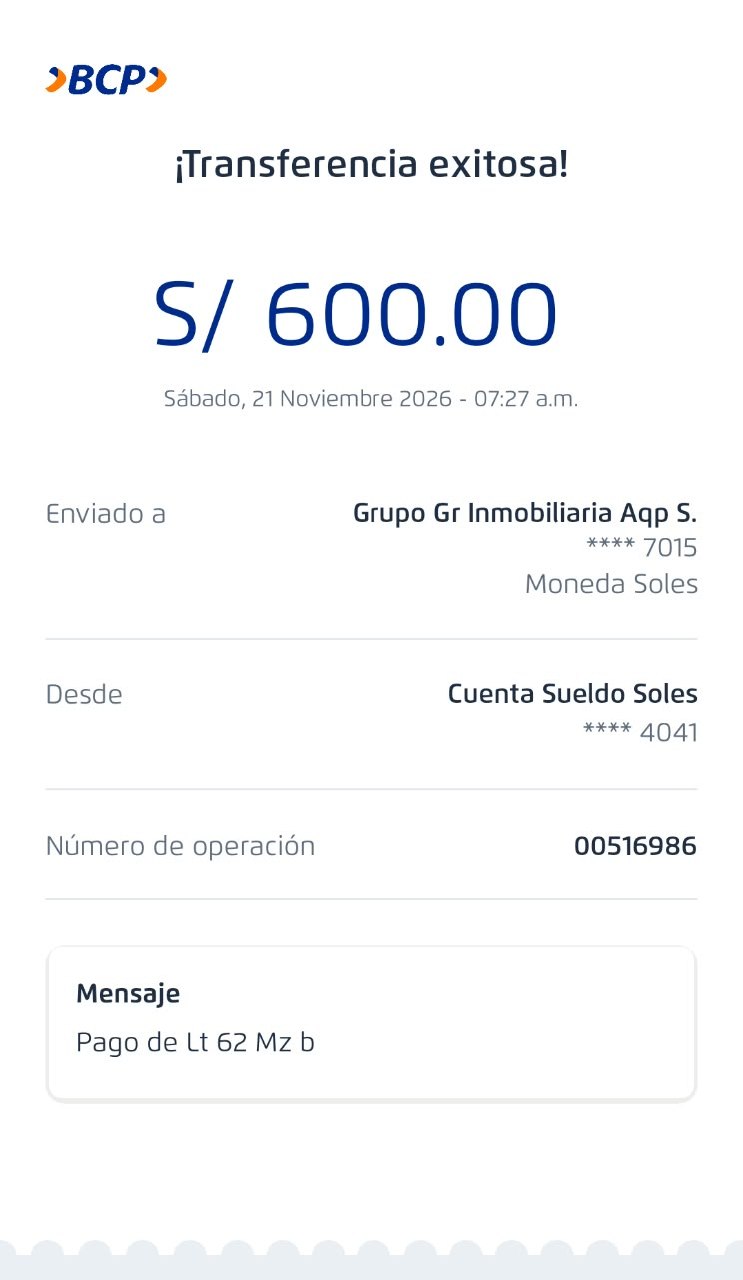 BCP
¡Transferencia exitosa!
S/ 600.00
Sábado, 21 Noviembre 2026 - 07:27 a.m.
Enviado a
Grupo Gr Inmobiliaria Aqp S.
**** 7015
Moneda Soles
Desde
Cuenta Sueldo Soles
**** 4041
Número de operación
00516986
Mensaje
Pago de Lt 62 Mz b